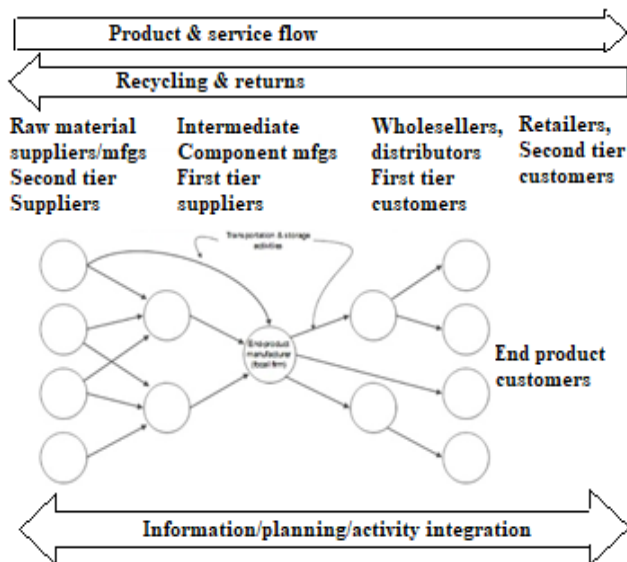 Product & service flow
Recycling & returns
Raw material
suppliers/mfgs
Second tier
Suppliers
Intermediate
Component mfgs
First tier
suppliers
Wholesellers,
distributors
First tier
customers
Retailers,
Second tier
customers
Transportation & storage
activities
End-product
manufacturer
(focal firm)
End product
customers
Information/planning/activity integration